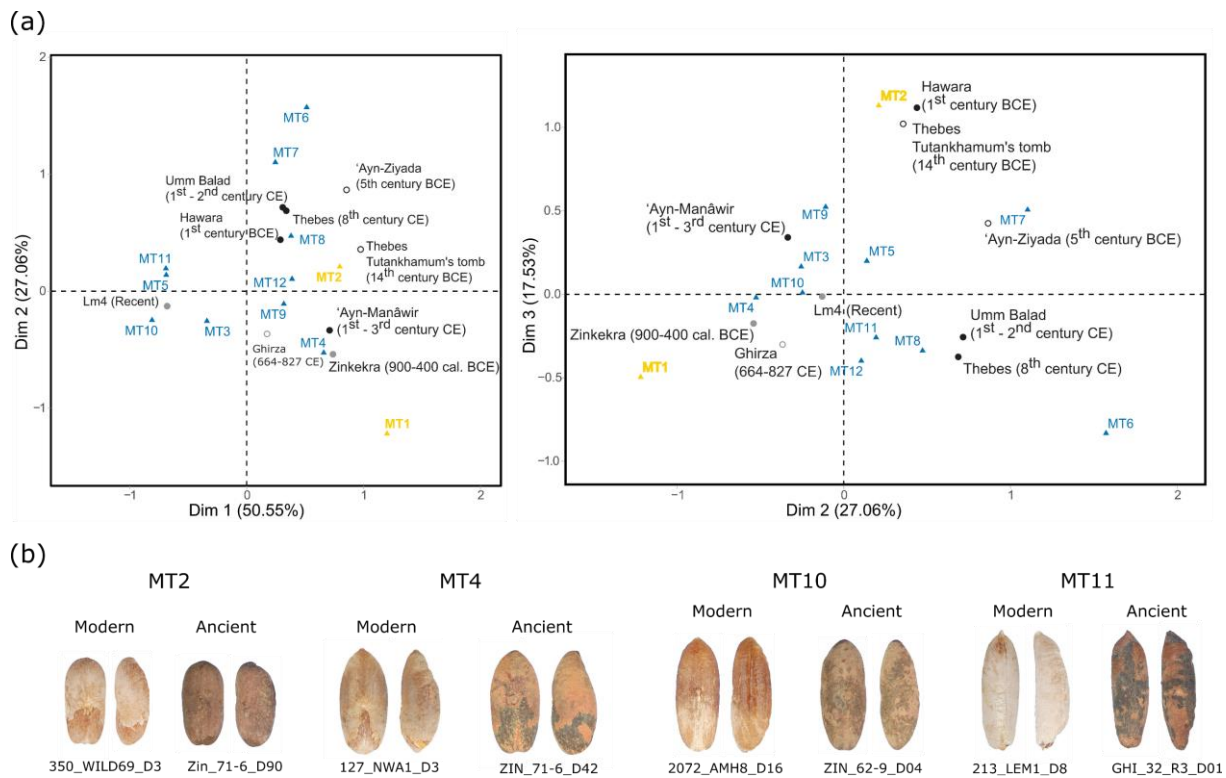 (a)
2
1
0
−1
Dim 2 (27.06%)
−1
0
1
2
Dim 1 (50.55%)
MT6
MT7
'Ayn-Ziyada
(5th century BCE)
Umm Balad
(1st - 2nd century CE)
Thebes (8th century CE)
Hawara
(1st century BCE)
MT8
Thebes
Tutankhamum's tomb
(14th century BCE)
MT11
MT5
MT2
MT12
Lm4 (Recent)
MT9
'Ayn-Manâwir
(1st - 3rd century CE)
MT10
MT3
Ghirza
(664-827 CE)
MT4
Zinkekra (900-400 cal. BCE)
MT1
1.0
0.5
0.0
−0.5
−1.0
Dim 3 (17.53%)
−1
0
1
2
Dim 2 (27.06%)
MT2
Hawara
(1st century BCE)
Thebes
Tutankhamum's tomb
(14th century BCE)
'Ayn-Manâwir
(1st - 3rd century CE)
MT9
MT7
'Ayn-Ziyada (5th century BCE)
MT3
MT5
MT10
MT4
Lm4 (Recent)
Zinkekra (900-400 cal. BCE)
MT11
MT8
Umm Balad
(1st - 2nd century CE)
Ghirza
(664-827 CE)
MT12
Thebes (8th century CE)
MT1
MT6
(b)
MT2 MT4 MT10 MT11
Modern Ancient Modern Ancient Modern Ancient Modern Ancient
350_WILD69_D3 Zin_71-6_D90 127_NWA1_D3 ZIN_71-6_D42 2072_AMH8_D16 ZIN_62-9_D04 213_LEM1_D8 GHI_32_R3_D01